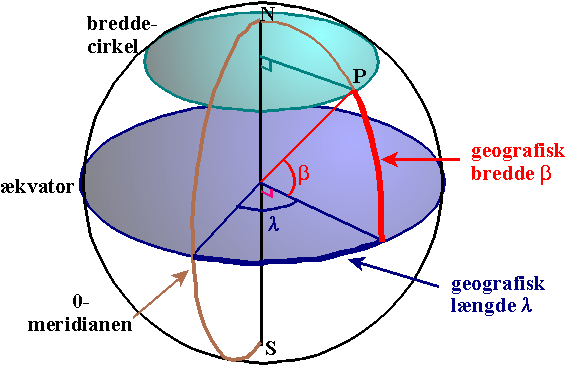 bredde-
cirkel
N
P
ækvator
β
geografisk
bredde β
λ
0-
meridianen
S
geografisk
længde λ